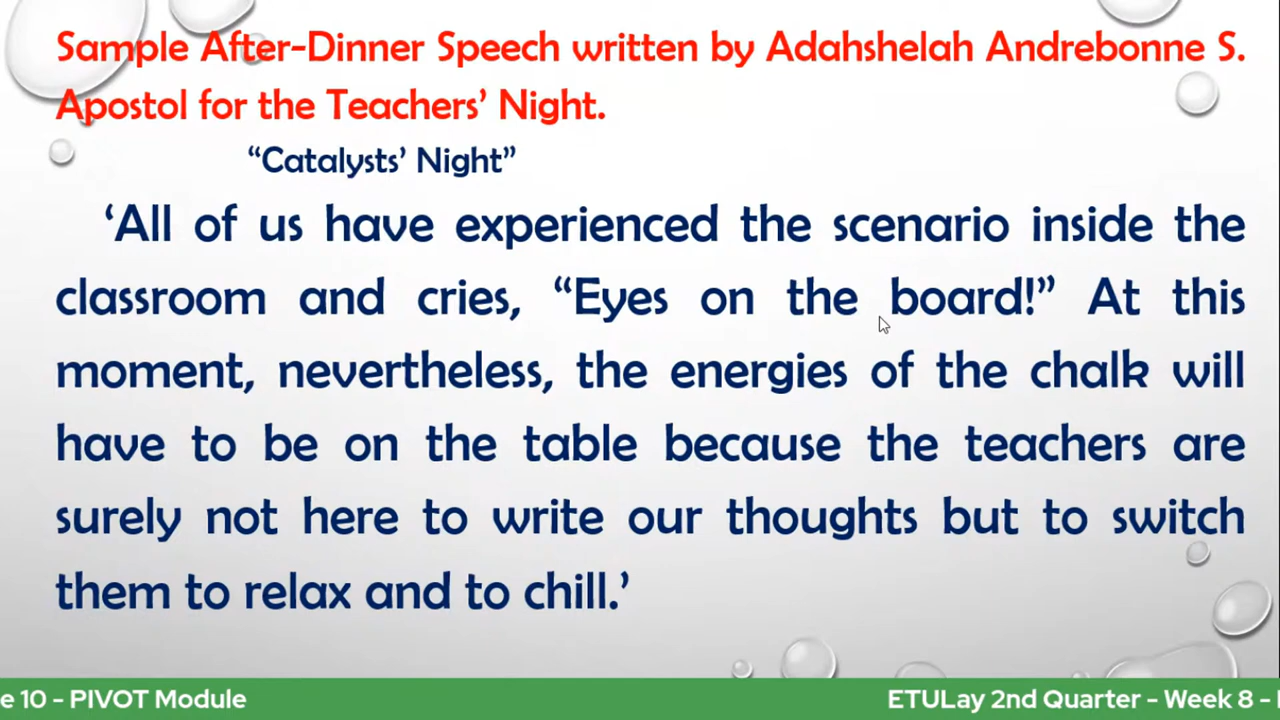 Sample After-Dinner Speech written by Adahshelah Andrebonne S.
Apostol for the Teachers’ Night.
“Catalysts’ Night”
‘All of us have experienced the scenario inside the
classroom and cries, “Eyes on the board!” At this
moment, nevertheless, the energies of the chalk will
have to be on the table because the teachers are
surely not here to write our thoughts but to switch
them to relax and to chill.’
e 10 - PIVOT Module
ETULay 2nd Quarter - Week 8 -